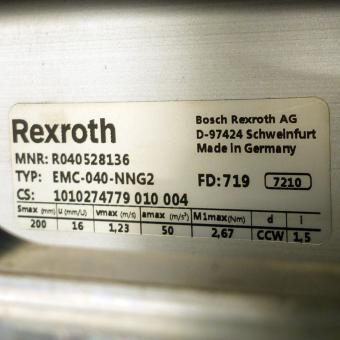 Rexroth
Bosch Rexroth AG
D-97424 Schweinfurt
Made in Germany
MNR: R040528136
TYP: EMC-040-NNG2
FD: 719 7210
CS: 1010274779 010 004
Smax (mm) u (mm/U) vmax (m/s) amax (m/s²) M1max(Nm) d i
200 16 1,23 50 2,67 CCW 1,5